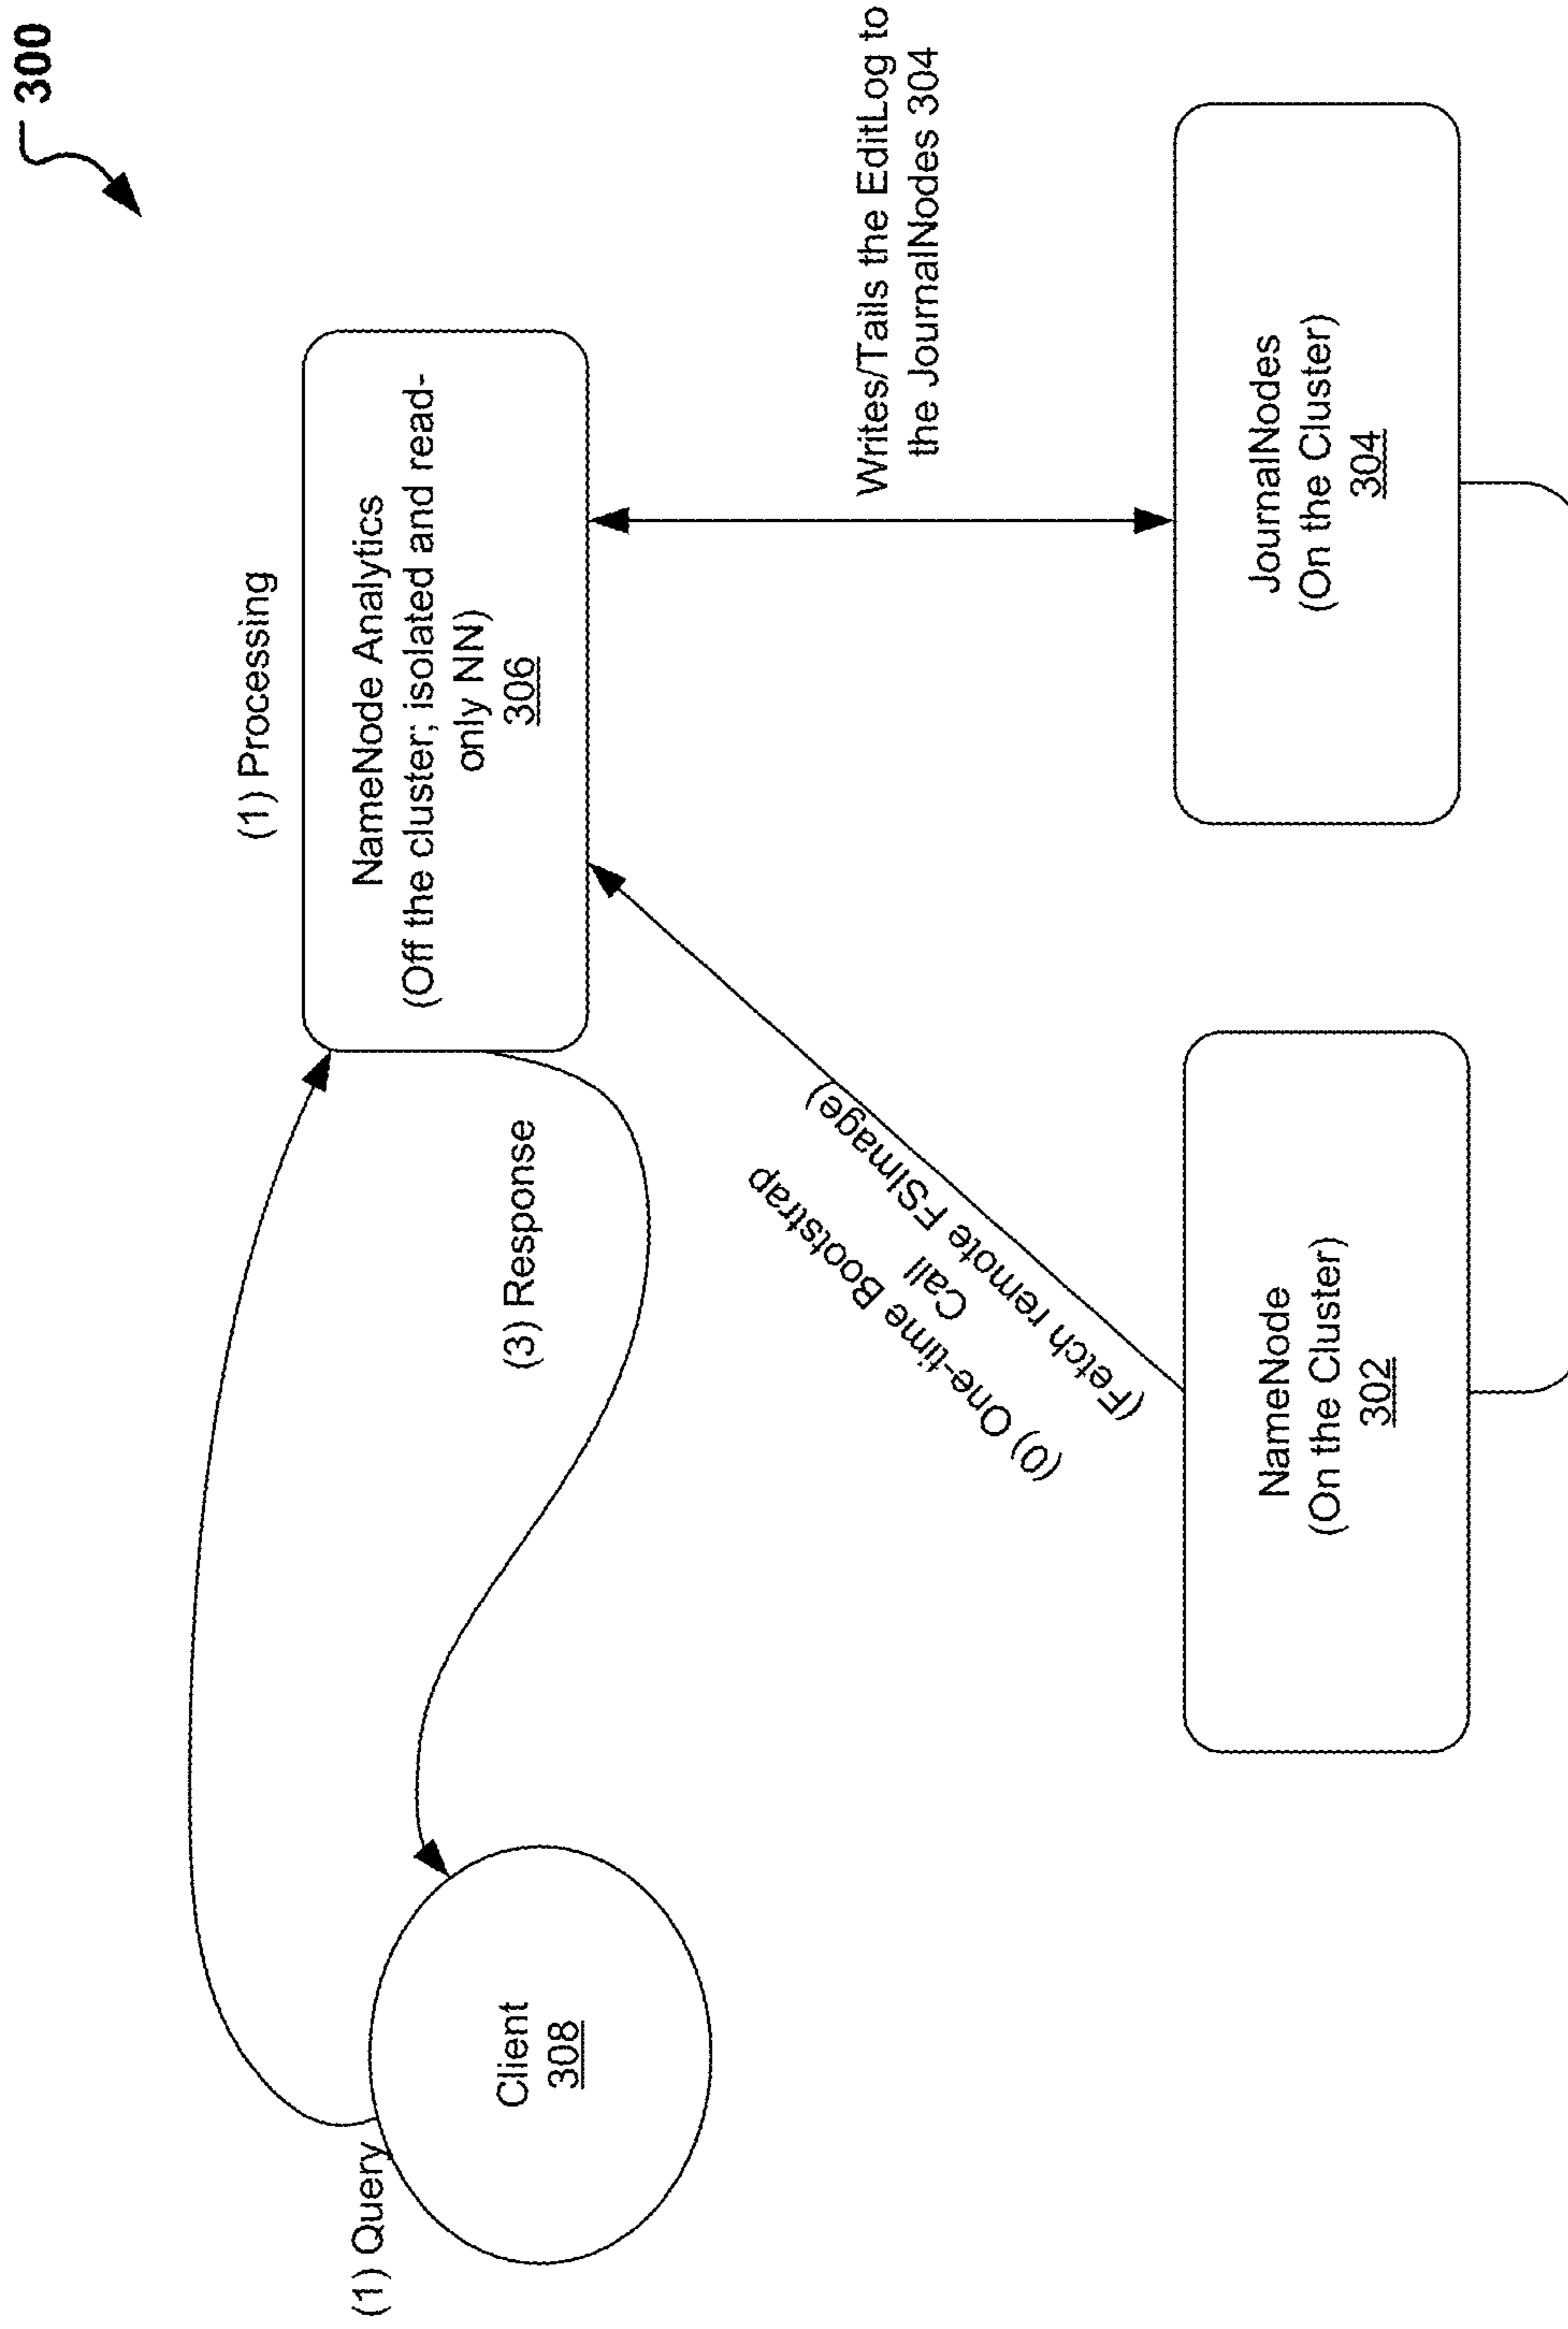 300
(1) Processing
NameNode Analytics
(Off the cluster; isolated and read-
only NN)
306
(1) Query
Client
308
(3) Response
(0) One-time Bootstrap
Call
(Fetch remote FSImage)
Writes/Tails the EditLog to
the JournalNodes 304
NameNode
(On the Cluster)
302
JournalNodes
(On the Cluster)
304